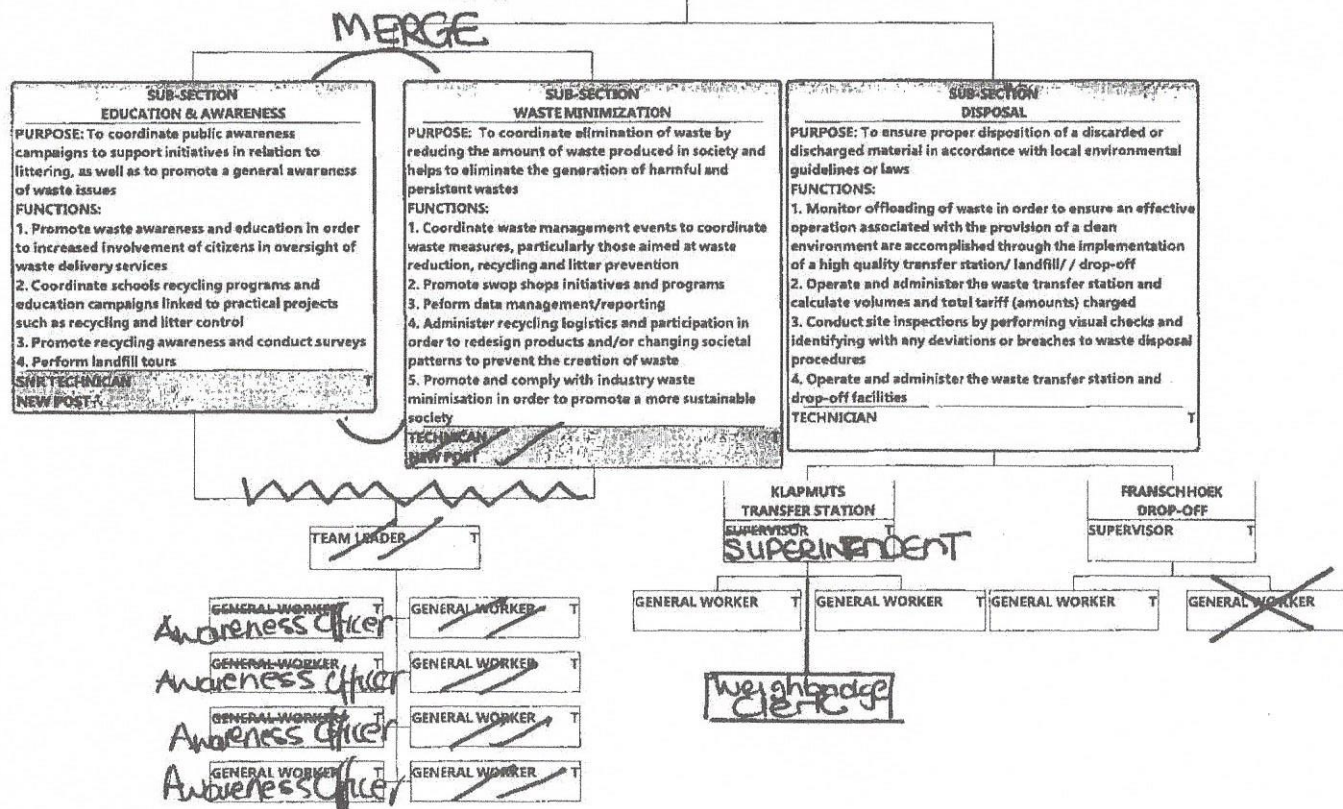 MERGE
SUB-SECTION
EDUCATION & AWARENESS
PURPOSE: To coordinate public awareness
campaigns to support initiatives in relation to
littering, as well as to promote a general awareness
of waste issues
FUNCTIONS:
1. Promote waste awareness and education in order
to increased involvement of citizens in oversight of
waste delivery services
2. Coordinate schools recycling programs and
education campaigns linked to practical projects
such as recycling and litter control
3. Promote recycling awareness and conduct surveys
4. Perform landfill tours
SNR TECHNICAN T
NEW POST
SUB-SECTION
WASTE MINIMIZATION
PURPOSE: To coordinate elimination of waste by
reducing the amount of waste produced in society and
helps to eliminate the generation of harmful and
persistent wastes
FUNCTIONS:
1. Coordinate waste management events to coordinate
waste measures, particularly those aimed at waste
reduction, recycling and litter prevention
2. Promote swop shops initiatives and programs
3. Peform data management/reporting
4. Administer recycling logistics and participation in
order to redesign products and/or changing societal
patterns to prevent the creation of waste
5. Promote and comply with industry waste
minimisation in order to promote a more sustainable
society
TECHNICAN T
NEW POST
SUB-SECTION
DISPOSAL
PURPOSE: To ensure proper disposition of a discarded or
discharged material in accordance with local environmental
guidelines or laws
FUNCTIONS:
1. Monitor offloading of waste in order to ensure an effective
operation associated with the provision of a clean
environment are accomplished through the implementation
of a high quality transfer station/ landfill/ / drop-off
2. Operate and administer the waste transfer station and
calculate volumes and total tariff (amounts) charged
3. Conduct site inspections by performing visual checks and
identifying with any deviations or breaches to waste disposal
procedures
4. Operate and administer the waste transfer station and
drop-off facilities
TECHNICIAN T
TEAM LEADER T
GENERAL WORKER T
Awareness Officer
GENERAL WORKER T
GENERAL WORKER T
Awareness Officer
GENERAL WORKER T
GENERAL WORKER T
Awareness Officer
GENERAL WORKER T
GENERAL WORKER T
Awareness Officer
GENERAL WORKER T
KLAPMUTS
TRANSFER STATION
SUPERVISOR T
SUPERINTENDENT
GENERAL WORKER T
GENERAL WORKER T
Weighbridge
Clerk
FRANSCHHOEK
DROP-OFF
SUPERVISOR T
GENERAL WORKER T
GENERAL WORKER